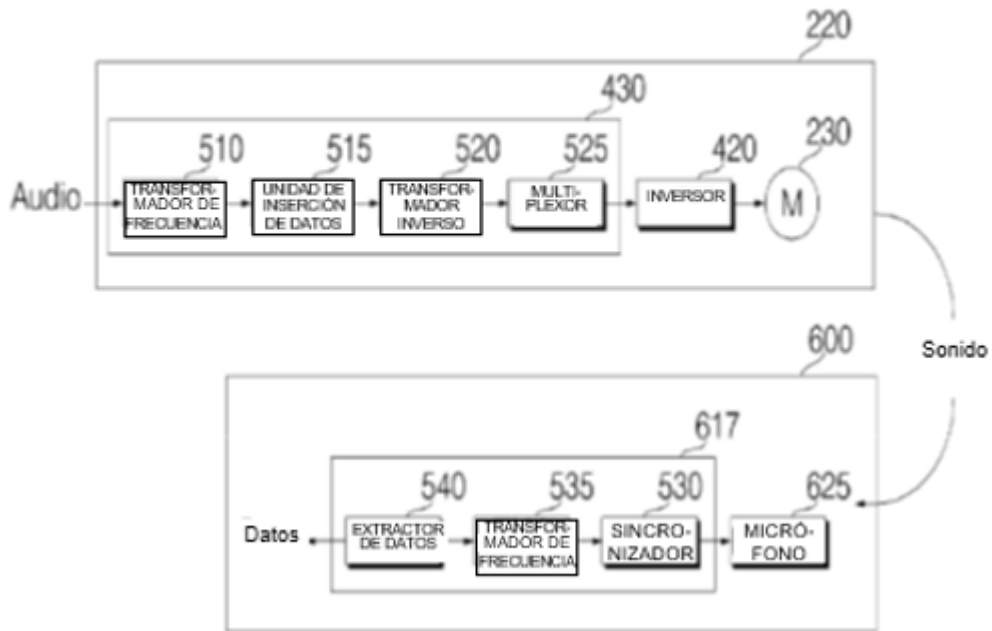 220
430
510
515
520
525
420
230
Audio
TRANSFOR-
MADOR DE
FRECUENCIA
UNIDAD DE
INSERCIÓN
DE DATOS
TRANSFOR-
MADOR
INVERSO
MULTI-
PLEXOR
INVERSOR
M
Sonido
600
617
540
535
530
625
Datos
EXTRACTOR
DE DATOS
TRANSFOR-
MADOR DE
FRECUENCIA
SINCRO-
NIZADOR
MICRÓ-
FONO